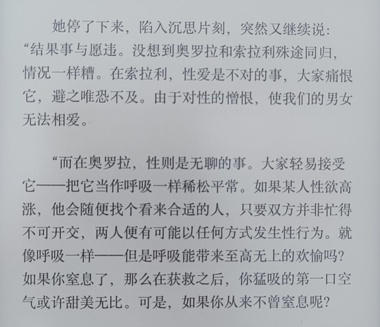 她停了下来，陷入沉思片刻，突然又继续说：
“结果事与愿违。没想到奥罗拉和索拉利殊途同归，
情况一样糟。在索拉利，性爱是不对的事，大家痛恨
它，避之唯恐不及。由于对性的憎恨，使我们的男女
无法相爱。
“而在奥罗拉，性则是无聊的事。大家轻易接受
它——把它当作呼吸一样稀松平常。如果某人性欲高
涨，他会随便找个看来合适的人，只要双方并非忙得
不可开交，两人便有可能以任何方式发生性行为。就
像呼吸一样——但是呼吸能带来至高无上的欢愉吗？
如果你窒息了，那么在获救之后，你猛吸的第一口空
气或许甜美无比。可是，如果你从来不曾窒息呢？